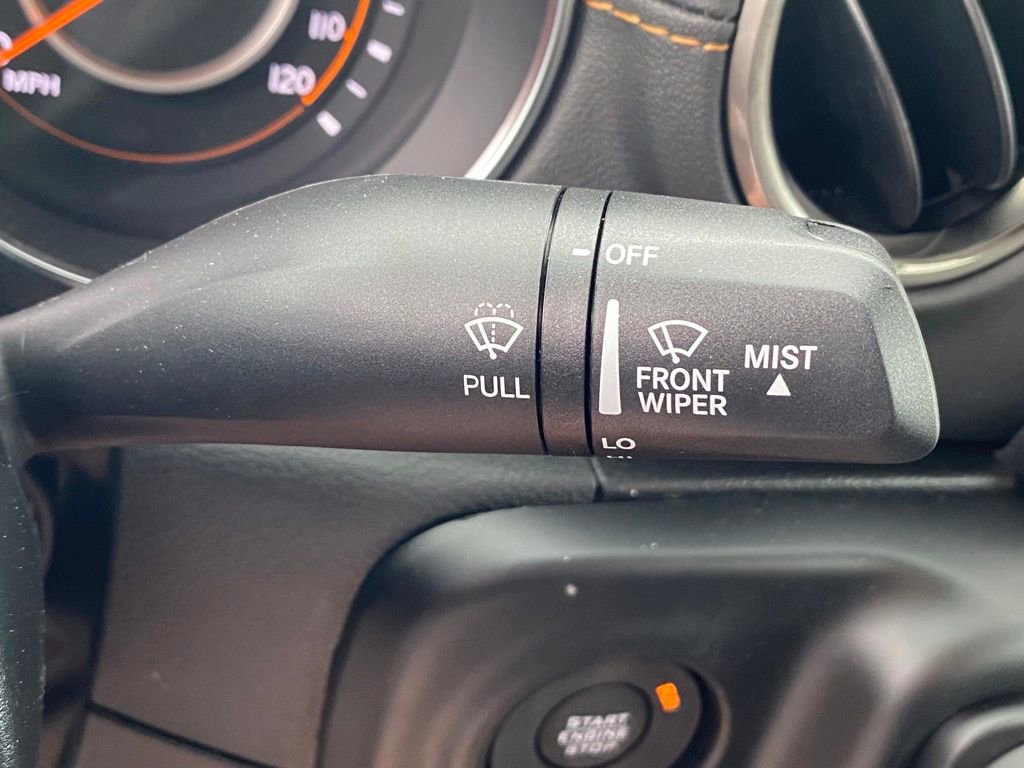 110
120
MPH
OFF
PULL
FRONT
WIPER
MIST
LO
START
ENGINE
STOP